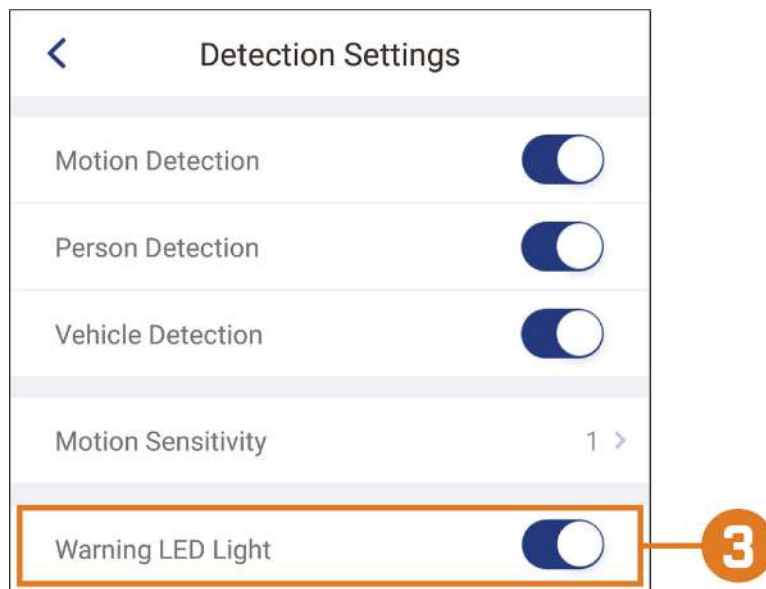 Detection Settings
Motion Detection
Person Detection
Vehicle Detection
Motion Sensitivity 1 >
Warning LED Light
3